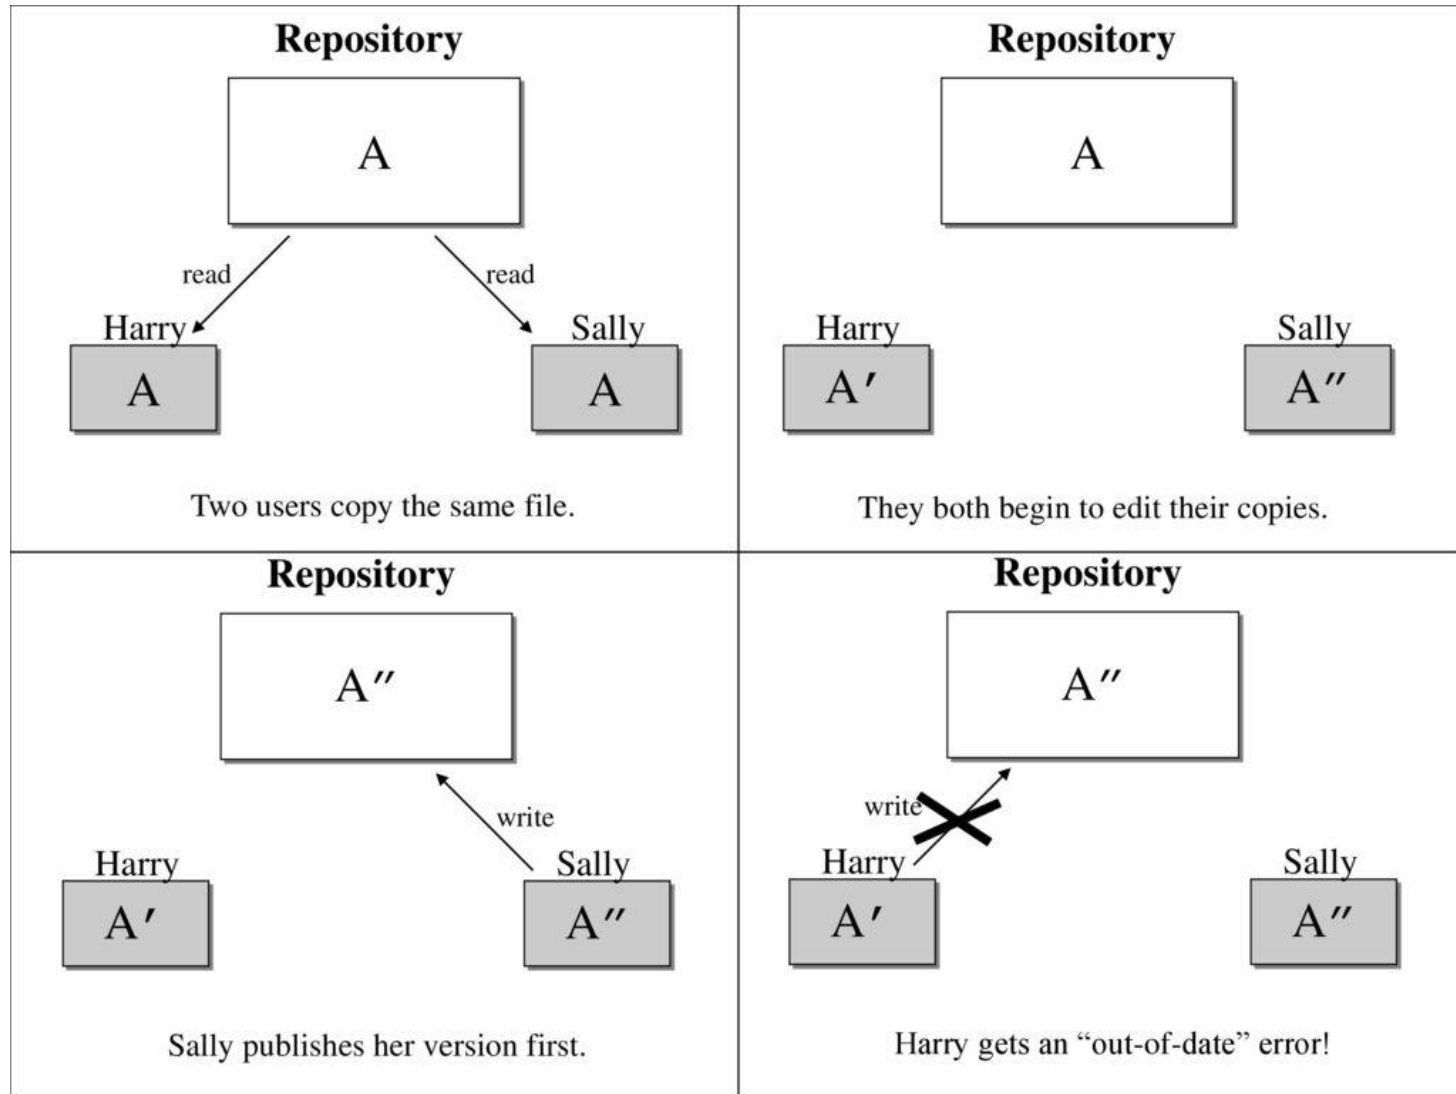 Repository
A
read
read
Harry
Sally
A
A
Two users copy the same file.
Repository
A
Harry
Sally
A′
A″
They both begin to edit their copies.
Repository
A″
write
Harry
Sally
A′
A″
Sally publishes her version first.
Repository
A″
write
Harry
Sally
A′
A″
Harry gets an “out-of-date” error!